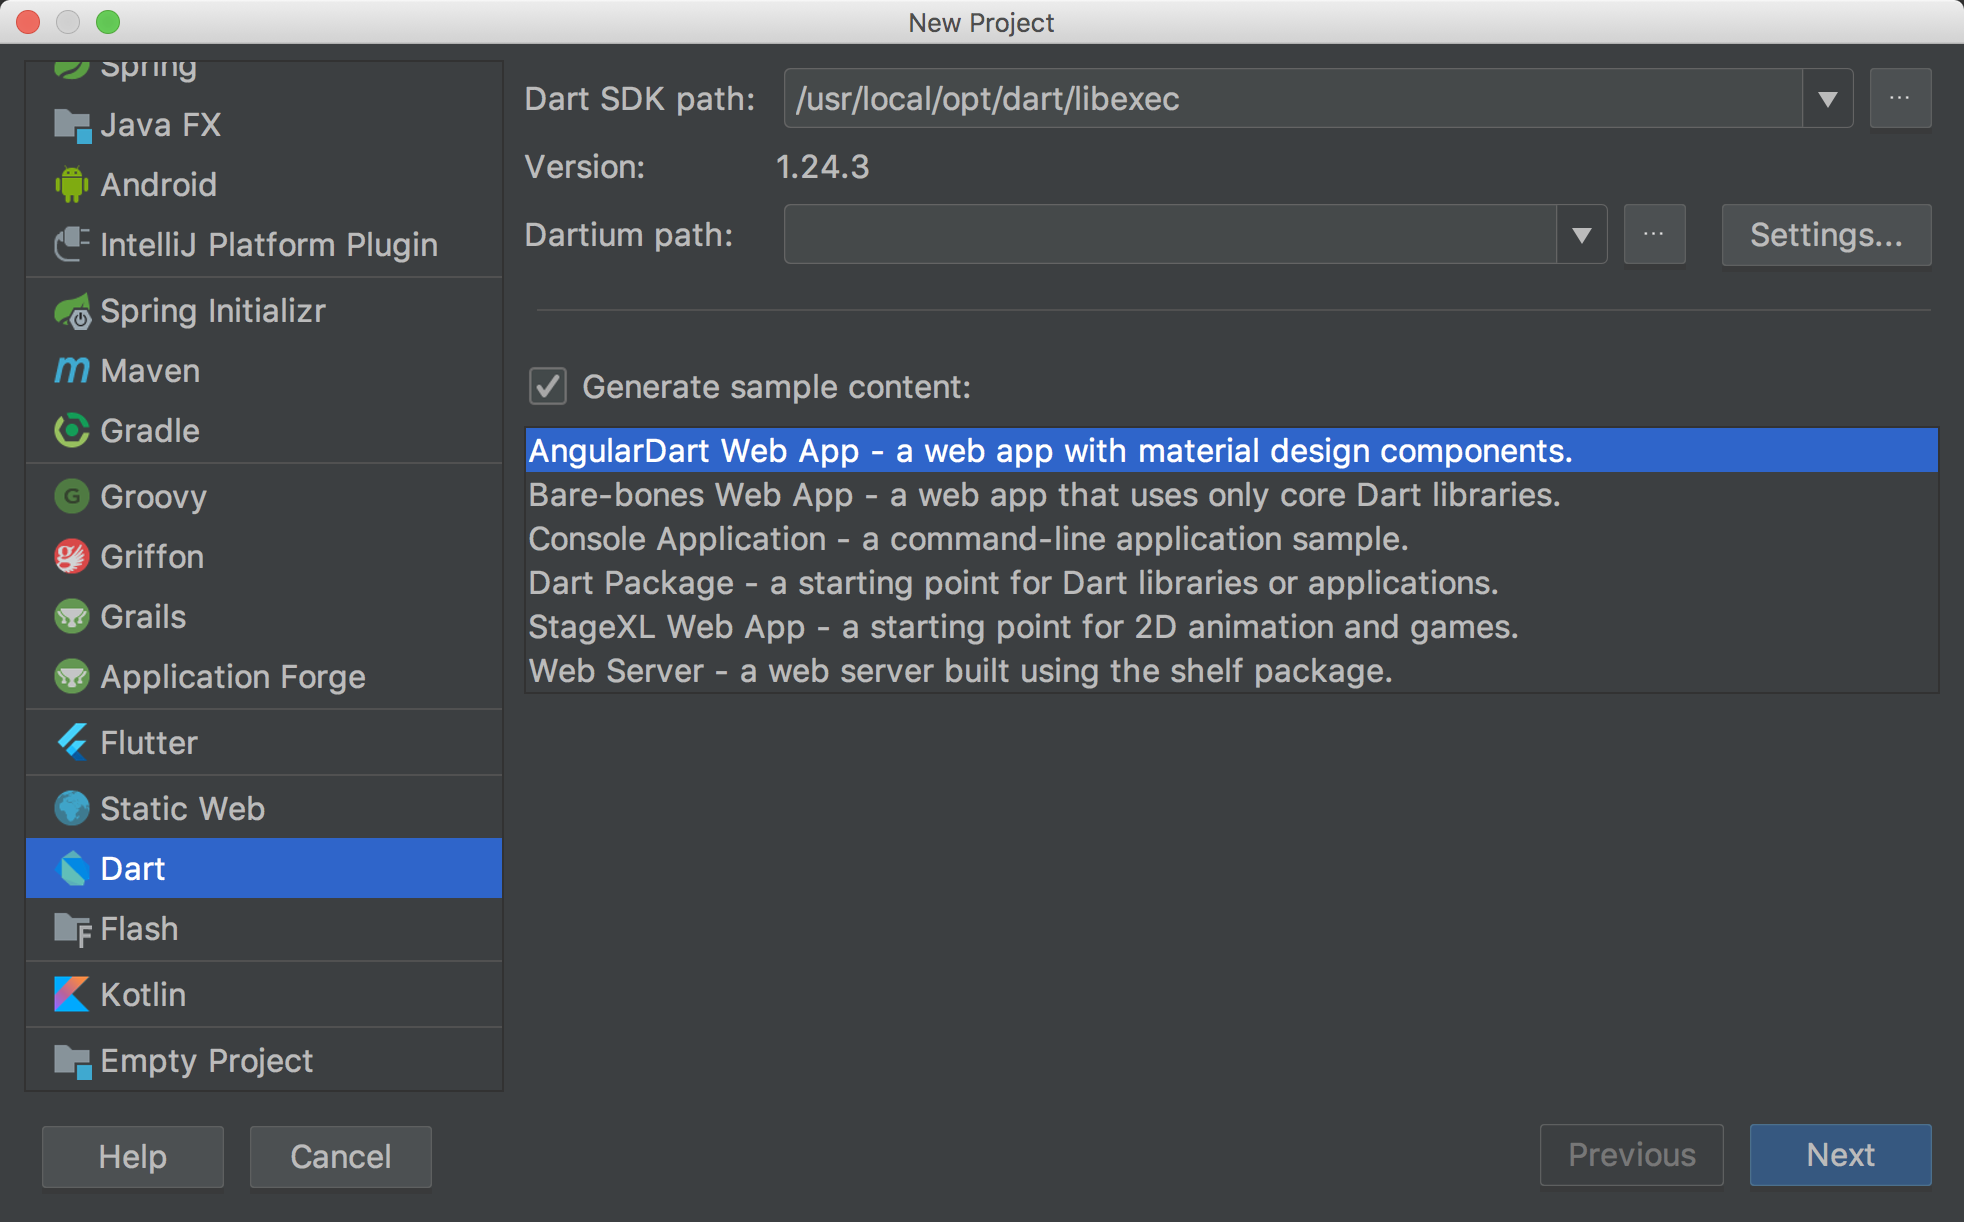 New Project
Spring
Java FX
Android
IntelliJ Platform Plugin
Spring Initializr
Maven
Gradle
Groovy
Griffon
Grails
Application Forge
Flutter
Static Web
Dart
Flash
Kotlin
Empty Project
Dart SDK path: /usr/local/opt/dart/libexec ...
Version: 1.24.3
Dartium path: ... Settings...
Generate sample content:
AngularDart Web App - a web app with material design components.
Bare-bones Web App - a web app that uses only core Dart libraries.
Console Application - a command-line application sample.
Dart Package - a starting point for Dart libraries or applications.
StageXL Web App - a starting point for 2D animation and games.
Web Server - a web server built using the shelf package.
Help Cancel Previous Next